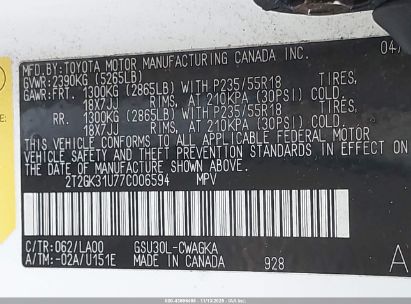 MFD. BY:TOYOTA MOTOR MANUFACTURING CANADA INC. 04/
GVWR:2390KG (5265LB)
GAWR:FRT. 1300KG (2865LB) WITH P235/55R18 TIRES,
18X7JJ RIMS, AT 210KPA (30PSI) COLD.
RR. 1300KG (2865LB) WITH P235/55R18 TIRES,
18X7JJ RIMS, AT 210KPA (30PSI) COLD.
THIS VEHICLE CONFORMS TO ALL APPLICABLE FEDERAL MOTOR
VEHICLE SAFETY AND THEFT PREVENTION STANDARDS IN EFFECT ON
THE DATE OF MANUFACTURE SHOWN ABOVE.
2T2GK31U77C006594 MPV
C/TR:062/LA00 GSU30L-CWAGKA
A/TM:-02A/U151E MADE IN CANADA 928